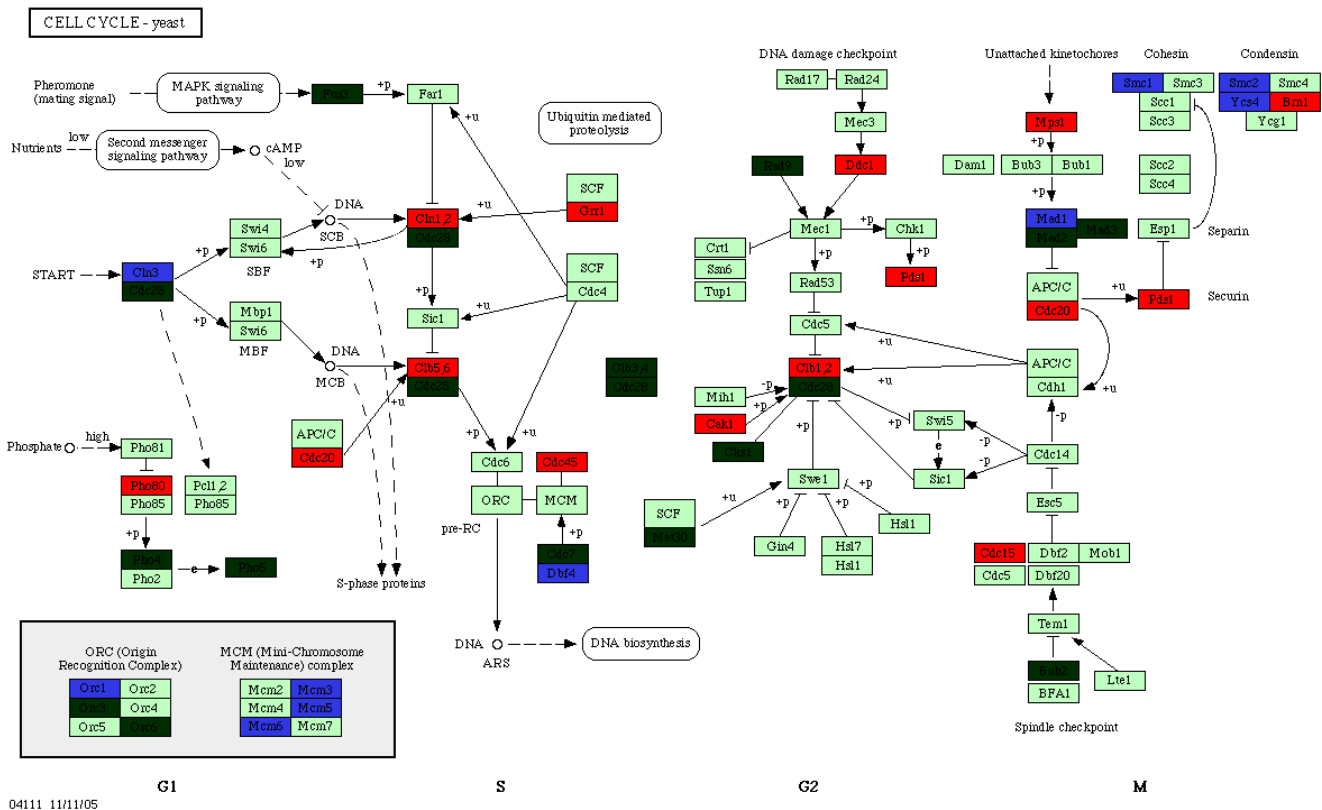 CELL CYCLE - yeast
DNA damage checkpoint
Unattached kinetochores
Cohesin
Condensin
Pheromone
(mating signal)
MAPK signaling
pathway
Fus3
+p
Far1
+u
Ubiquitin mediated
proteolysis
Nutrients
low
Second messenger
signaling pathway
cAMP
low
DNA
SCB
Cln1,2
Cdc28
+u
SCF
Grr1
Swi4
Swi6
SBF
+p
+p
START
Cln3
Cdc28
+p
Mbp1
Swi6
MBF
DNA
MCB
+p
Sic1
+u
SCF
Cdc4
Clb5,6
Cdc28
+u
Clb3,4
Cdc28
APC/C
Cdc20
+p
+u
Phosphate
high
Pho81
Pho80
Pho85
Pcl1,2
Pho85
+p
Pho4
Pho2
e
Pho5
Cdc6
Cdc45
ORC
MCM
pre-RC
+p
Cdc7
Dbf4
S-phase proteins
DNA
ARS
DNA biosynthesis
Rad17
Rad24
Mec3
Rad9
Ddc1
Mec1
+p
Chk1
Crt1
Ssn6
Tup1
+p
+p
Rad53
Pds1
Cdc5
Clb1,2
Cdc28
+u
Mih1
-p
+p
Cak1
Cks1
+p
Swi5
e
Sic1
-p
-p
SCF
Met30
+u
Swe1
+p
+p
+p
Gin4
Hsl7
Hsl1
Hsl1
Smc1
Smc3
Scc1
Scc3
Smc2
Smc4
Ycs4
Brn1
Ycg1
Mps1
+p
Dam1
Bub3
Bub1
Scc2
Scc4
+p
Mad1
Mad2
Mad3
Esp1
Separin
APC/C
Cdc20
+u
Pds1
Securin
APC/C
Cdh1
+u
-p
Cdc14
Esc5
Cdc15
Dbf2
Mob1
Cdc5
Dbf20
Tem1
Bub2
BFA1
Lte1
Spindle checkpoint
ORC (Origin
Recognition Complex)
MCM (Mini-Chromosome
Maintenance) complex
Orc1
Orc2
Mcm2
Mcm3
Orc3
Orc4
Mcm4
Mcm5
Orc5
Orc6
Mcm6
Mcm7
G1
S
G2
M
04111 11/11/05